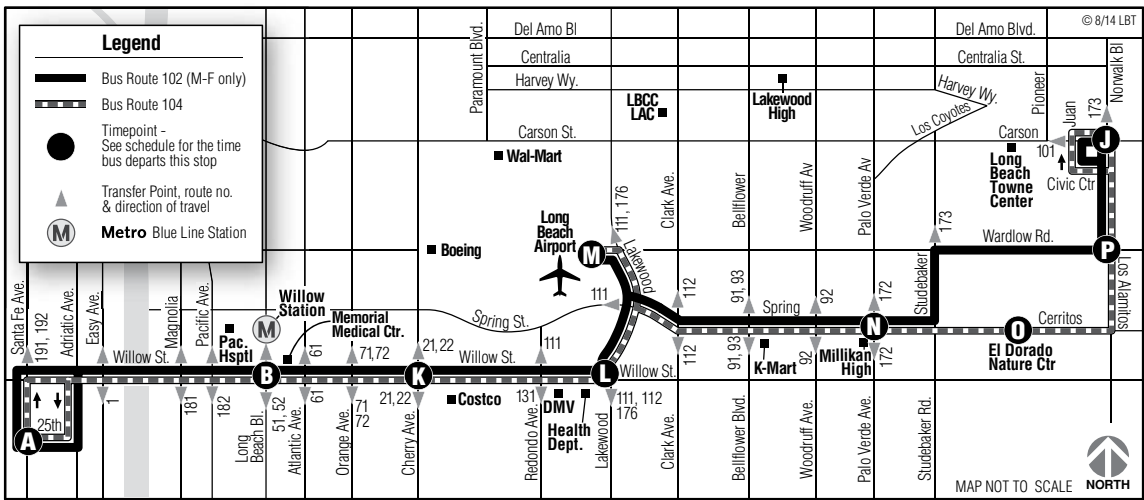 Legend
Bus Route 102 (M-F only)
Bus Route 104
Timepoint -
See schedule for the time
bus departs this stop
Transfer Point, route no.
& direction of travel
M
Metro Blue Line Station
© 8/14 LBT
Paramount Blvd.
Del Amo Bl
Del Amo Blvd.
Centralia
Centralia St.
Harvey Wy.
Harvey Wy.
Pioneer
Norwalk Bl
LBCC
LAC
Lakewood
High
Los Coyotes
Juan
173
Carson St.
Carson
101
J
Wal-Mart
Long
Beach
Towne
Center
Civic Ctr
111, 176
Clark Ave.
Bellflower
Woodruff Av
Palo Verde Av
173
Long
Beach
Airport
M
Lakewood
Boeing
Wardlow Rd.
P
Santa Fe Ave.
191, 192
Adriatic Ave.
Easy Ave.
Magnolia
Pacific Ave.
Willow
Station
M
Memorial
Medical Ctr.
Pac.
Hsptl
Spring St.
111
112
91, 93
Spring
92
172
Studebaker
Los Alamitos
N
O
Cerritos
El Dorado
Nature Ctr
Willow St.
61
71,72
21,22
Willow St.
111
Willow St.
112
91, 93
K-Mart
92
Millikan
High
172
B
K
L
25th
A
1
181
182
Long
Beach Bl.
51, 52
Atlantic Ave.
61
Orange Ave.
71
72
Cherry Ave.
21,22
Costco
Redondo Ave.
131
DMV
Health
Dept.
Lakewood
111, 112
176
Clark Ave.
Bellflower Blvd.
Woodruff Ave.
Palo Verde Ave.
Studebaker Rd.
MAP NOT TO SCALE
NORTH